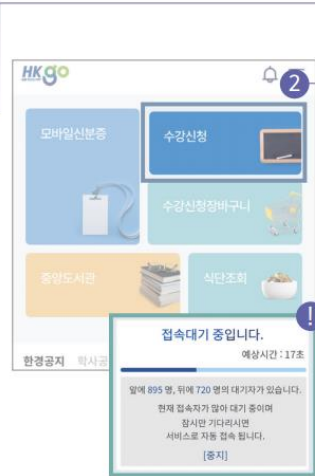 HKgo
2
모바일신분증
수강신청
수강신청장바구니
중앙도서관
식단조회
!
접속대기 중입니다.
예상시간 : 17초
한경공지 학사공
앞에 895 명, 뒤에 720 명의 대기자가 있습니다.
현재 접속자가 많아 대기 중이며
잠시만 기다리시면
서비스로 자동 접속 됩니다.
[중지]